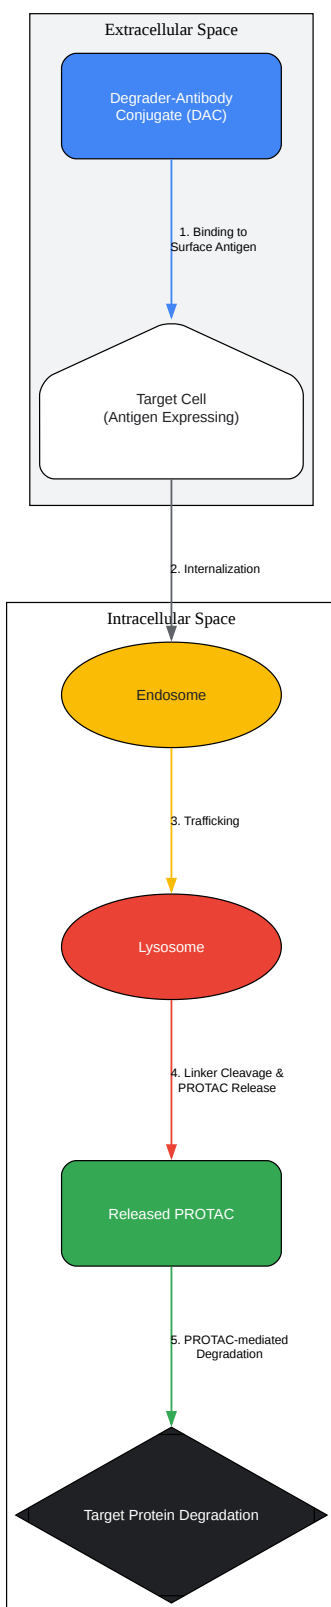 Extracellular Space
Degrader-Antibody
Conjugate (DAC)
1. Binding to
Surface Antigen
Target Cell
(Antigen Expressing)
2. Internalization
Intracellular Space
Endosome
3. Trafficking
Lysosome
4. Linker Cleavage &
PROTAC Release
Released PROTAC
5. PROTAC-mediated
Degradation
Target Protein Degradation